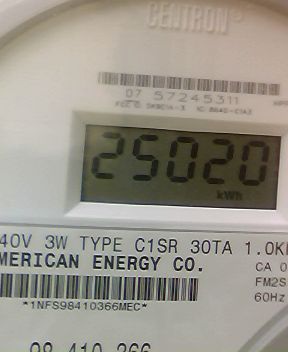 CENTRON®
07 57245311
25020
kWh
40V 3W TYPE C1SR 30TA 1.0K
MERICAN ENERGY CO.
CA 0
FM2S
*1NFS98410366MEC*
60Hz
98 410 366